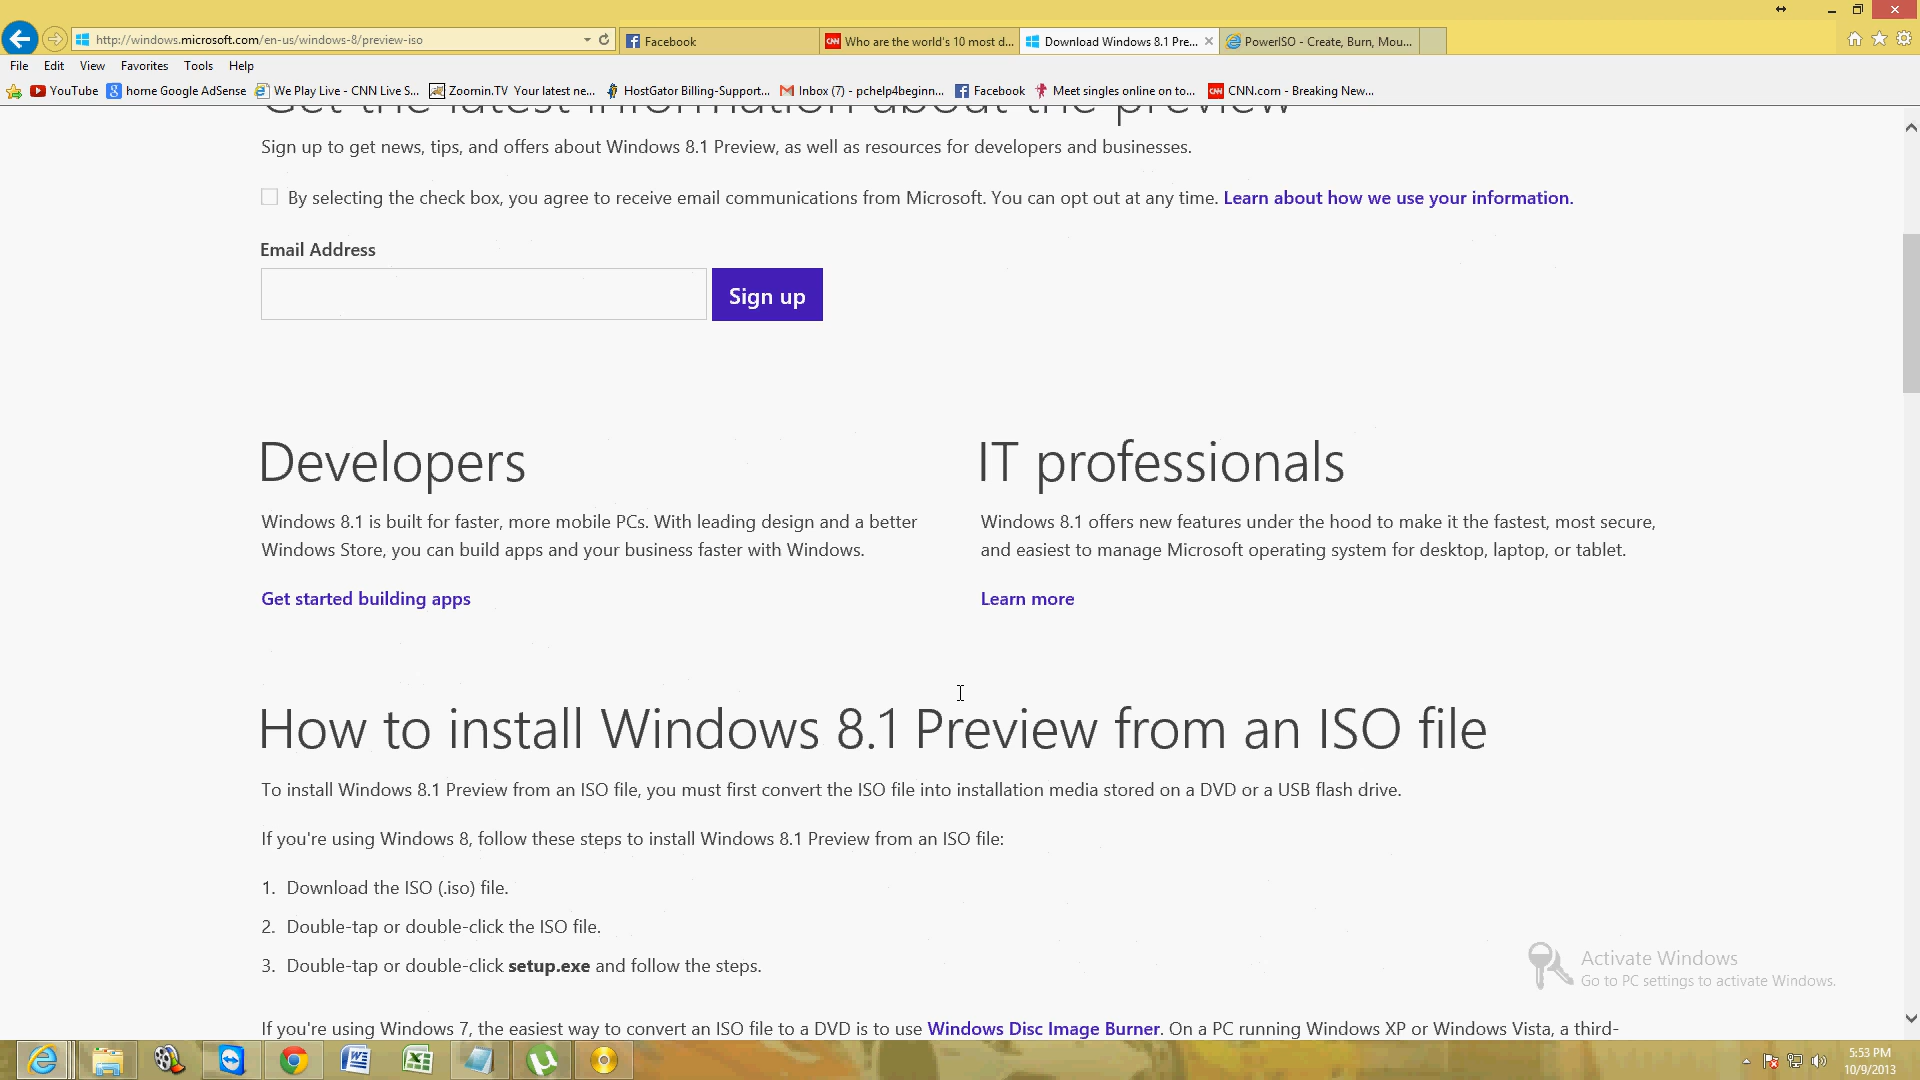 http://windows.microsoft.com/en-us/windows-8/preview-iso
Facebook
Who are the world's 10 most d...
Download Windows 8.1 Pre...
PowerISO - Create, Burn, Mou...
File Edit View Favorites Tools Help
YouTube
home Google AdSense
We Play Live - CNN Live S...
Zoomin.TV Your latest ne...
HostGator Billing-Support...
Inbox (7) - pchelp4beginn...
Facebook
Meet singles online on to...
CNN.com - Breaking New...
Get the latest information about the preview
Sign up to get news, tips, and offers about Windows 8.1 Preview, as well as resources for developers and businesses.
By selecting the check box, you agree to receive email communications from Microsoft. You can opt out at any time. Learn about how we use your information.
Email Address
Sign up
Developers
Windows 8.1 is built for faster, more mobile PCs. With leading design and a better
Windows Store, you can build apps and your business faster with Windows.
Get started building apps
IT professionals
Windows 8.1 offers new features under the hood to make it the fastest, most secure,
and easiest to manage Microsoft operating system for desktop, laptop, or tablet.
Learn more
How to install Windows 8.1 Preview from an ISO file
To install Windows 8.1 Preview from an ISO file, you must first convert the ISO file into installation media stored on a DVD or a USB flash drive.
If you're using Windows 8, follow these steps to install Windows 8.1 Preview from an ISO file:
1. Download the ISO (.iso) file.
2. Double-tap or double-click the ISO file.
3. Double-tap or double-click setup.exe and follow the steps.
If you're using Windows 7, the easiest way to convert an ISO file to a DVD is to use Windows Disc Image Burner. On a PC running Windows XP or Windows Vista, a third-
Activate Windows
Go to PC settings to activate Windows.
5:53 PM
10/9/2013